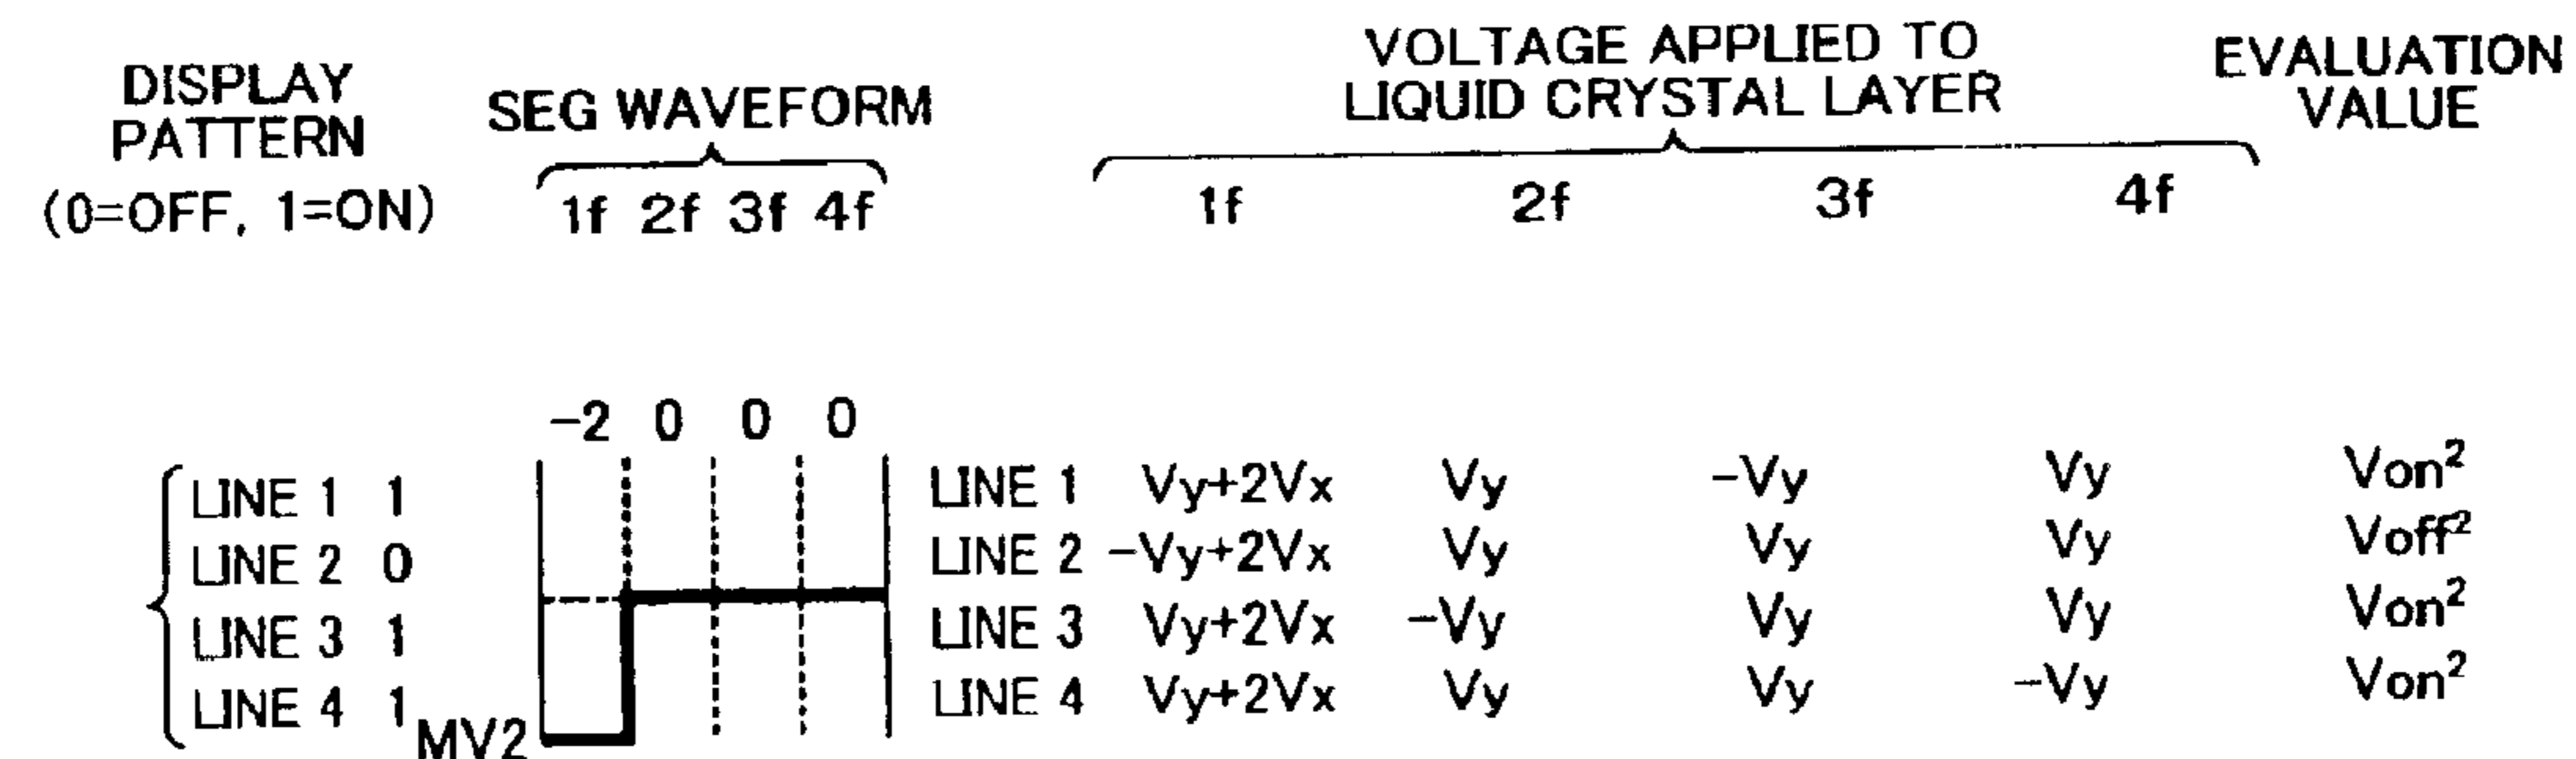 DISPLAY
PATTERN
(0=OFF, 1=ON)
SEG WAVEFORM
1f 2f 3f 4f
VOLTAGE APPLIED TO
LIQUID CRYSTAL LAYER
1f 2f 3f 4f
EVALUATION
VALUE
-2 0 0 0
LINE 1 1
LINE 2 0
LINE 3 1
LINE 4 1
MV2
LINE 1 Vy+2Vx Vy -Vy Vy Von²
LINE 2 -Vy+2Vx Vy Vy Vy Voff²
LINE 3 Vy+2Vx -Vy Vy Vy Von²
LINE 4 Vy+2Vx Vy Vy -Vy Von²